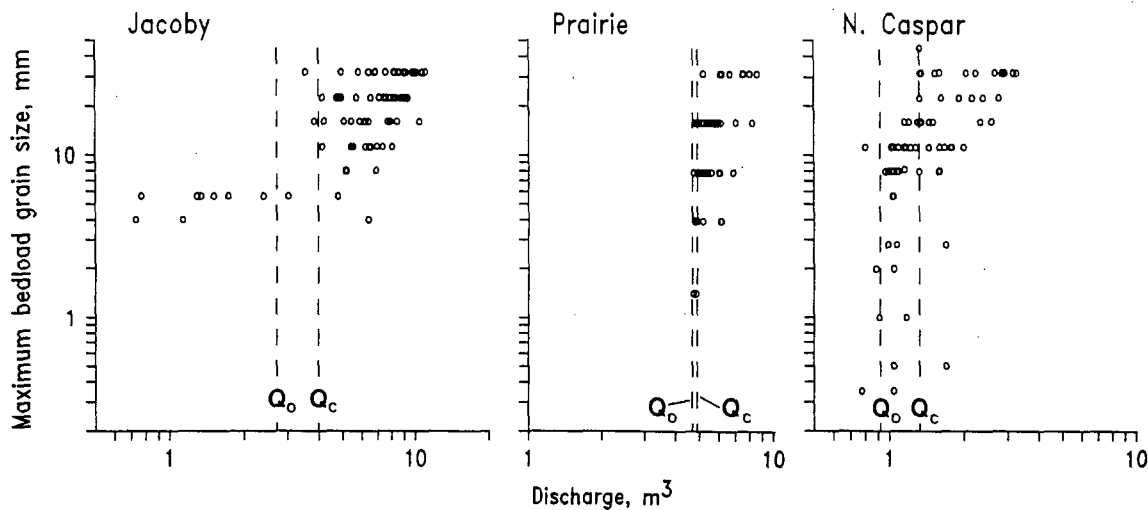 Jacoby
Prairie
N. Caspar
Maximum bedload grain size, mm
10
1
Qo Qc
Qo Qc
Qo Qc
1 10
1 10
1 10
Discharge, m³